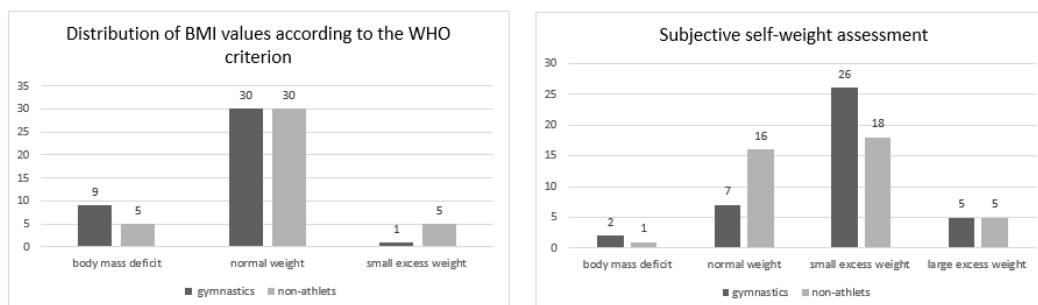 Distribution of BMI values according to the WHO
criterion
35
30
25
20
15
10
5
0
9
5
30
30
1
5
body mass deficit
normal weight
small excess weight
gymnastics
non-athlets
Subjective self-weight assessment
30
25
20
15
10
5
0
2
1
7
16
26
18
5
5
body mass deficit
normal weight
small excess weight
large excess weight
gymnastics
non-athlets